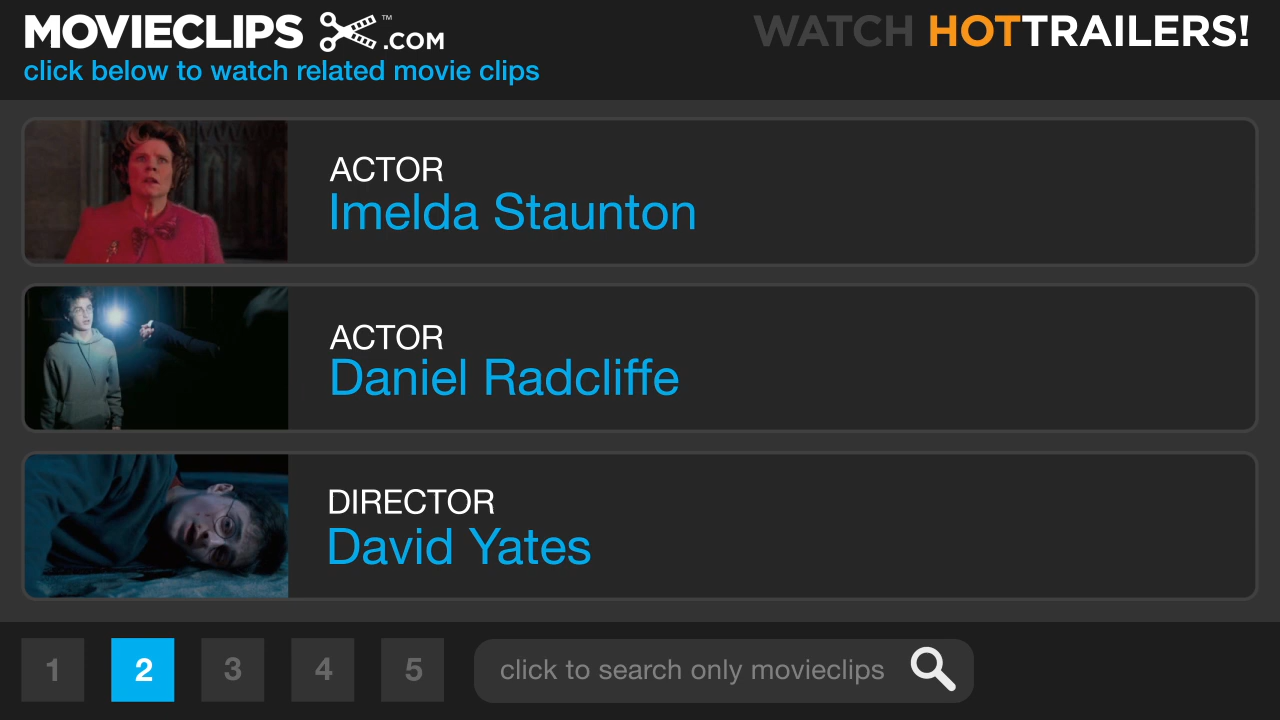 MOVIECLIPS ™ .COM
WATCH HOTTRAILERS!
click below to watch related movie clips
ACTOR
Imelda Staunton
ACTOR
Daniel Radcliffe
DIRECTOR
David Yates
1 2 3 4 5 click to search only movieclips